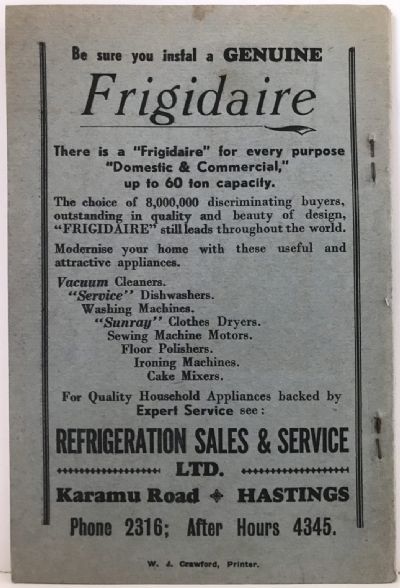 Be sure you instal a GENUINE
Frigidaire
There is a "Frigidaire" for every purpose
"Domestic & Commercial,"
up to 60 ton capacity.
The choice of 8,000,000 discriminating buyers,
outstanding in quality and beauty of design,
"FRIGIDAIRE" still leads throughout the world.
Modernise your home with these useful and
attractive appliances.
Vacuum Cleaners.
"Service" Dishwashers.
Washing Machines.
"Sunray" Clothes Dryers.
Sewing Machine Motors.
Floor Polishers.
Ironing Machines.
Cake Mixers.
For Quality Household Appliances backed by
Expert Service see:
REFRIGERATION SALES & SERVICE
LTD.
Karamu Road ✤ HASTINGS
Phone 2316; After Hours 4345.
W. J. Crawford, Printer.